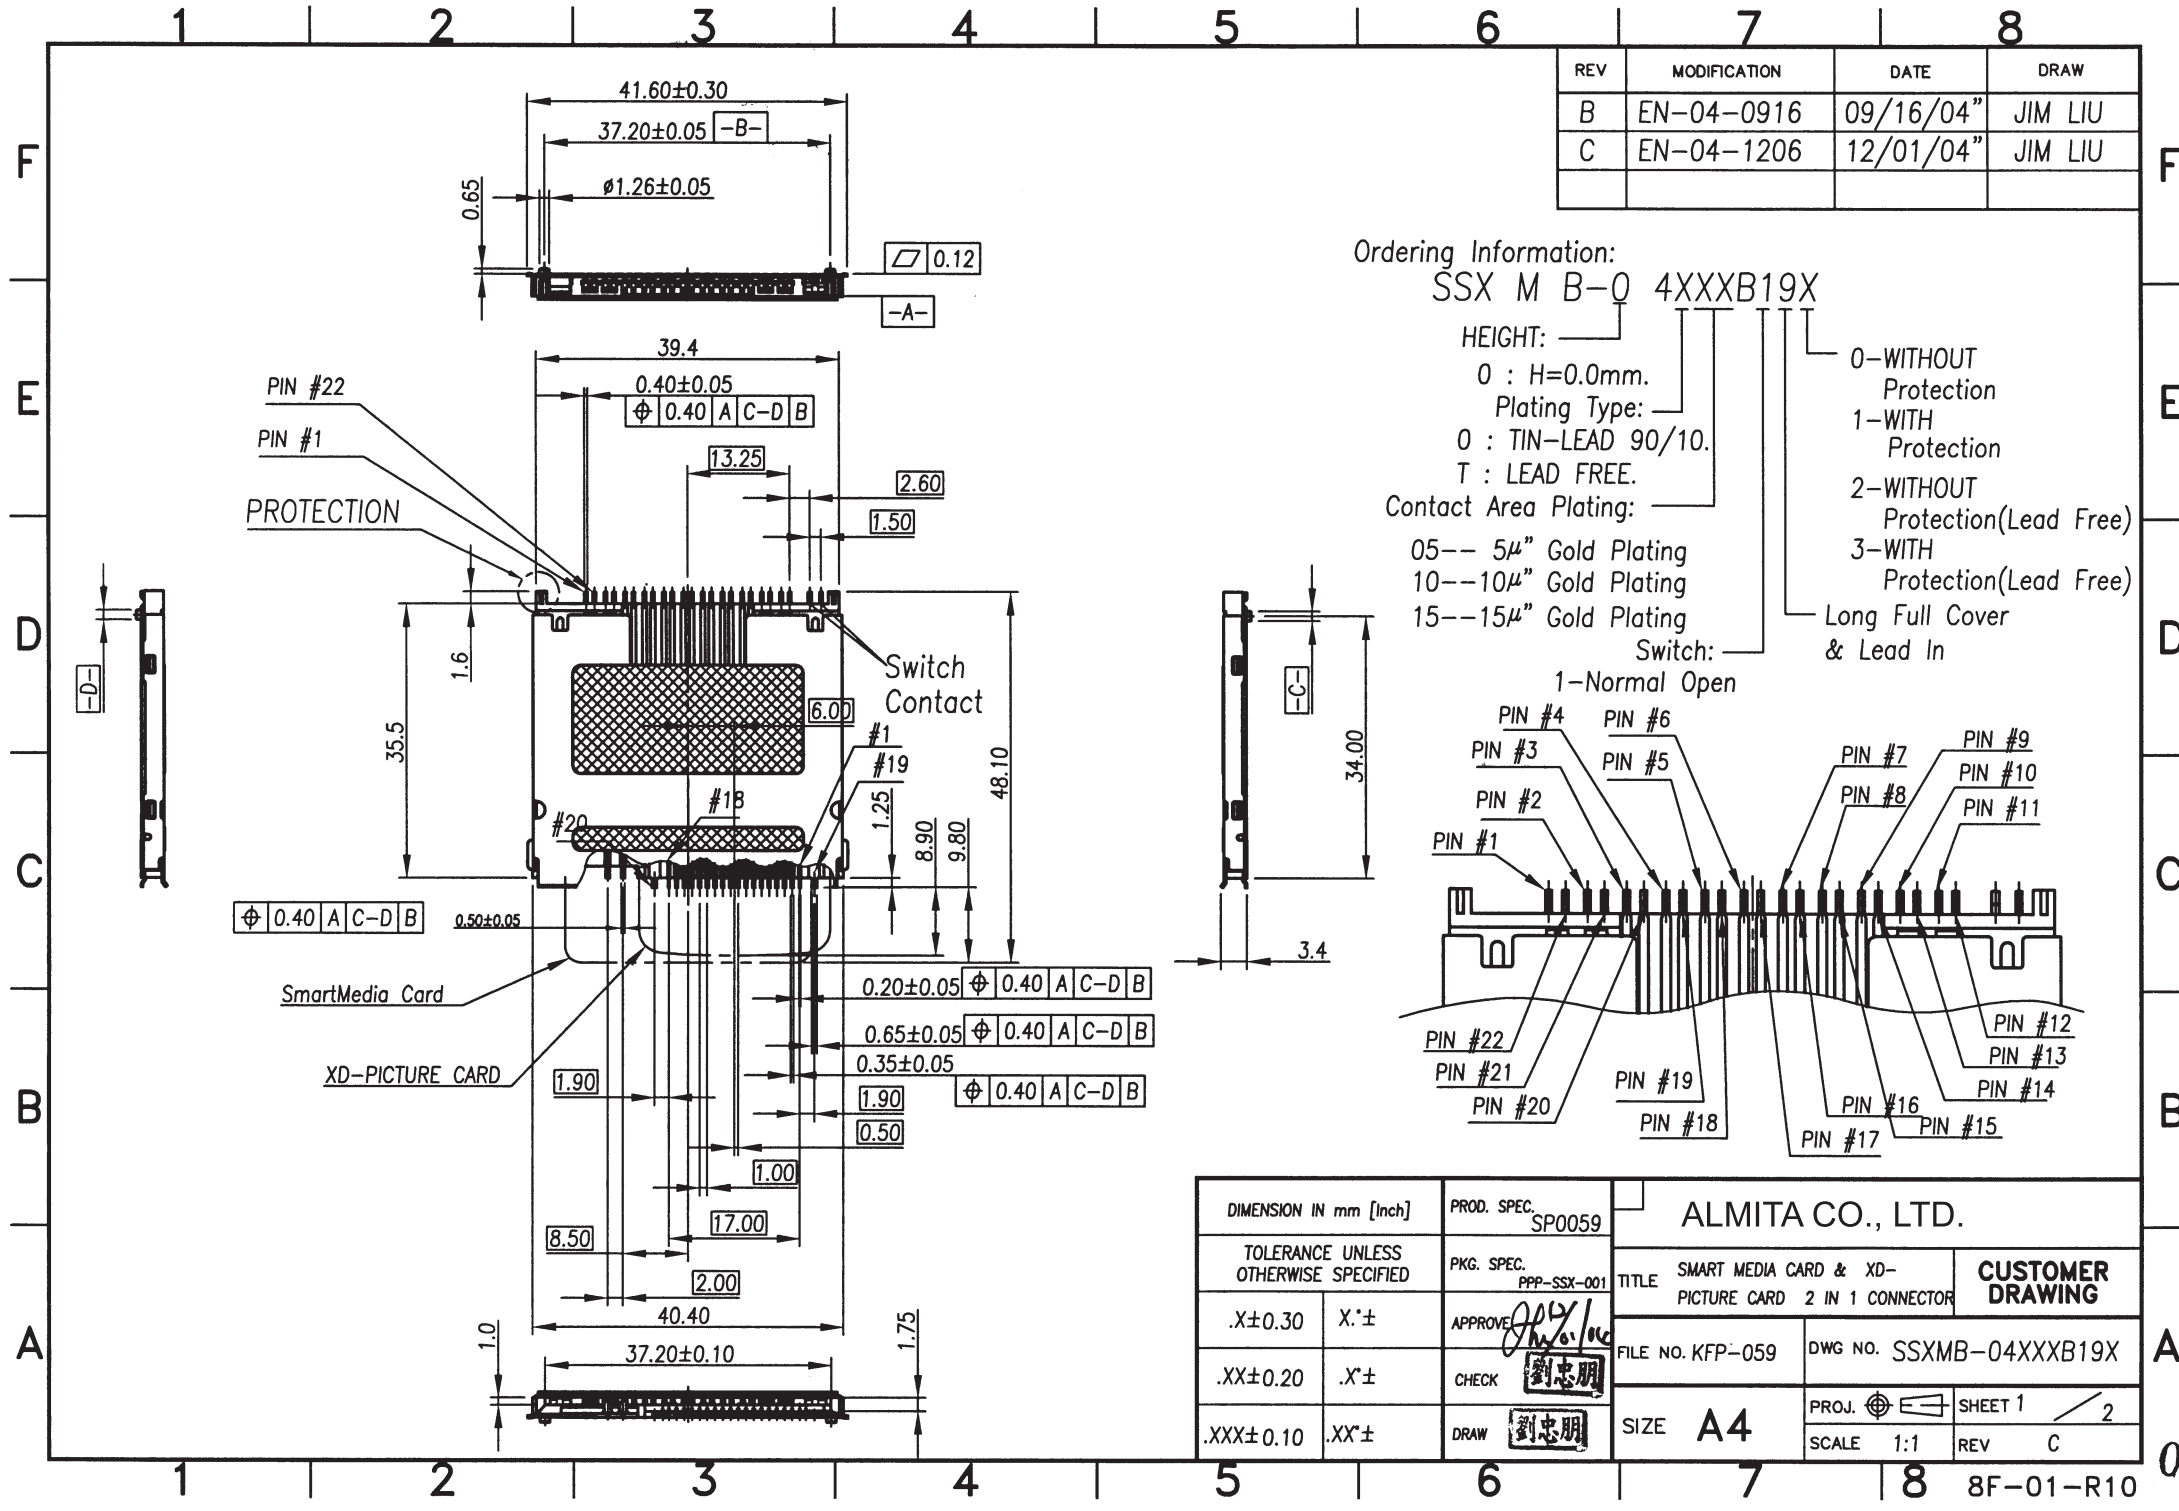 1 2 3 4 5 6 7 8
F
E
D
C
B
A
F
E
D
C
B
A
REV MODIFICATION DATE DRAW
B EN-04-0916 09/16/04" JIM LIU
C EN-04-1206 12/01/04" JIM LIU
41.60±0.30
37.20±0.05 -B-
ø1.26±0.05
0.65
0.12
-A-
39.4
0.40±0.05
0.40 A C-D B
PIN #22
PIN #1
PROTECTION
13.25
2.60
1.50
1.6
35.5
-D-
Switch
Contact
6.00
#1
#19
#18
#20
1.25
8.90
9.80
48.10
0.40 A C-D B
0.50±0.05
SmartMedia Card
XD-PICTURE CARD
0.20±0.05 0.40 A C-D B
0.65±0.05 0.40 A C-D B
0.35±0.05
0.40 A C-D B
1.90
1.90
0.50
1.00
17.00
8.50
2.00
40.40
37.20±0.10
1.0
1.75
-C-
34.00
3.4
Ordering Information:
SSX M B-0 4XXXB19X
HEIGHT:
0 : H=0.0mm.
Plating Type:
0 : TIN-LEAD 90/10.
T : LEAD FREE.
Contact Area Plating:
05-- 5µ" Gold Plating
10--10µ" Gold Plating
15--15µ" Gold Plating
Switch:
1-Normal Open
0-WITHOUT
Protection
1-WITH
Protection
2-WITHOUT
Protection(Lead Free)
3-WITH
Protection(Lead Free)
Long Full Cover
& Lead In
PIN #4
PIN #6
PIN #3
PIN #5
PIN #2
PIN #1
PIN #7
PIN #9
PIN #8
PIN #10
PIN #11
PIN #22
PIN #21
PIN #20
PIN #19
PIN #18
PIN #17
PIN #16
PIN #15
PIN #14
PIN #13
PIN #12
DIMENSION IN mm [Inch]
TOLERANCE UNLESS
OTHERWISE SPECIFIED
.X±0.30 X.°±
.XX±0.20 .X°±
.XXX±0.10 .XX°±
PROD. SPEC.
SP0059
PKG. SPEC.
PPP-SSX-001
APPROVE
CHECK 劉忠朋
DRAW 劉忠朋
ALMITA CO., LTD.
TITLE SMART MEDIA CARD & XD-
PICTURE CARD 2 IN 1 CONNECTOR
CUSTOMER
DRAWING
FILE NO. KFP-059 DWG NO. SSXMB-04XXXB19X
SIZE A4
PROJ. SHEET 1 / 2
SCALE 1:1 REV C
1 2 3 4 5 6 7 8
8F-01-R10